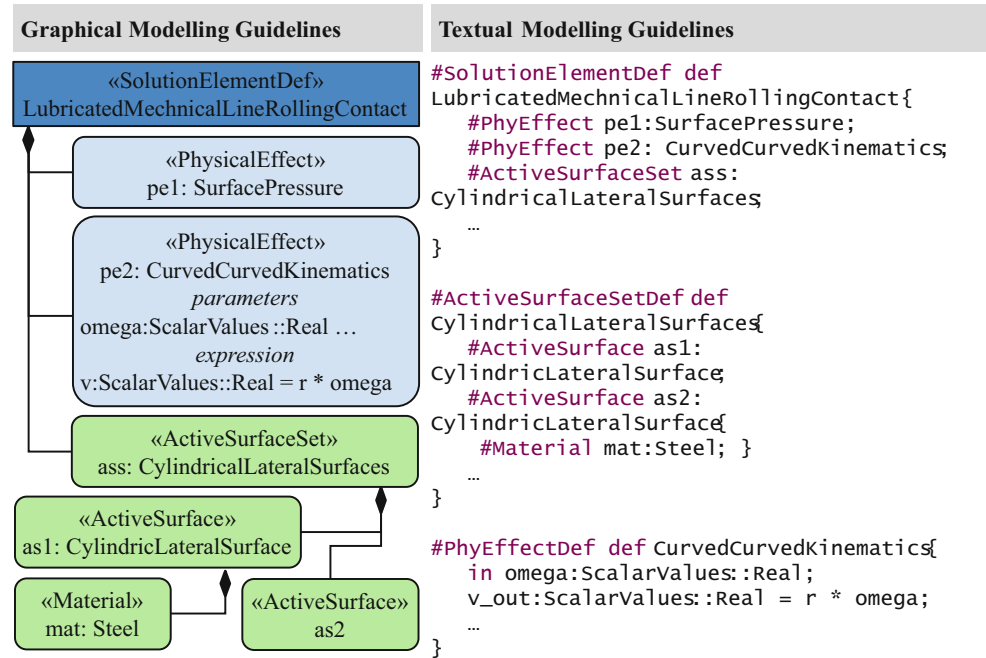 Graphical Modelling Guidelines
«SolutionElementDef»
LubricatedMechnicalLineRollingContact
«PhysicalEffect»
pe1: SurfacePressure
«PhysicalEffect»
pe2: CurvedCurvedKinematics
parameters
omega:ScalarValues::Real …
expression
v:ScalarValues::Real = r * omega
«ActiveSurfaceSet»
ass: CylindricalLateralSurfaces
«ActiveSurface»
as1: CylindricLateralSurface
«Material»
mat: Steel
«ActiveSurface»
as2
Textual Modelling Guidelines
#SolutionElementDef def
LubricatedMechnicalLineRollingContact{
#PhyEffect pe1:SurfacePressure;
#PhyEffect pe2: CurvedCurvedKinematics;
#ActiveSurfaceSet ass:
CylindricalLateralSurfaces;
…
}
#ActiveSurfaceSetDef def
CylindricalLateralSurfaces{
#ActiveSurface as1:
CylindricLateralSurface;
#ActiveSurface as2:
CylindricLateralSurface{
#Material mat:Steel; }
…
}
#PhyEffectDef def CurvedCurvedKinematics{
in omega:ScalarValues::Real;
v_out:ScalarValues::Real = r * omega;
…
}